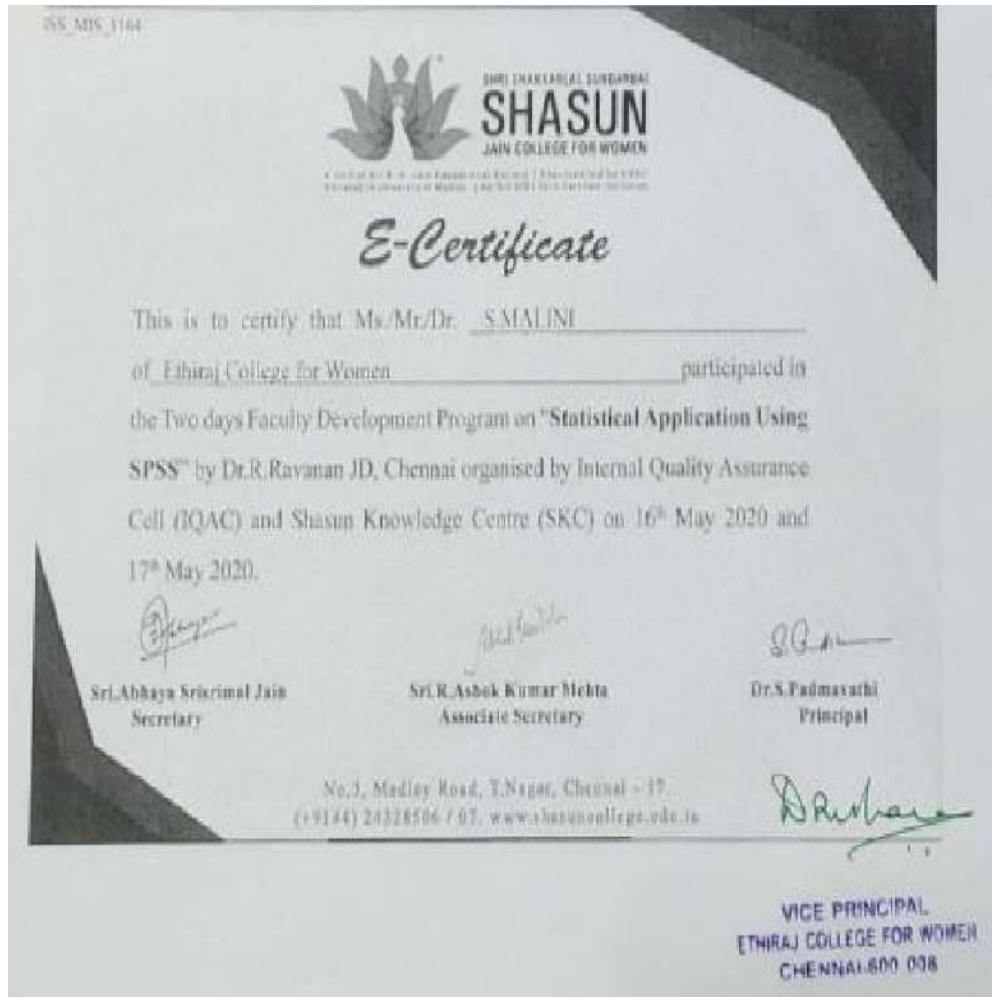 SHRI SHANKARLAL SUNDARBAI
SHASUN
JAIN COLLEGE FOR WOMEN
E-Certificate
This is to certify that Ms./Mr./Dr. S.MALINI
of Ethiraj College for Women participated in
the Two days Faculty Development Program on "Statistical Application Using
SPSS" by Dr.R.Ravanan JD, Chennai organised by Internal Quality Assurance
Cell (IQAC) and Shasun Knowledge Centre (SKC) on 16th May 2020 and
17th May 2020.
Sri.Abhaya Srisrimal Jain
Secretary
Sri.R.Ashok Kumar Mehta
Associate Secretary
Dr.S.Padmavathi
Principal
No.3, Madley Road, T.Nagar, Chennai - 17.
(+9144) 24328506 / 07. www.shasuncollege.edu.in
VICE PRINCIPAL
ETHIRAJ COLLEGE FOR WOMEN
CHENNAI-600 008